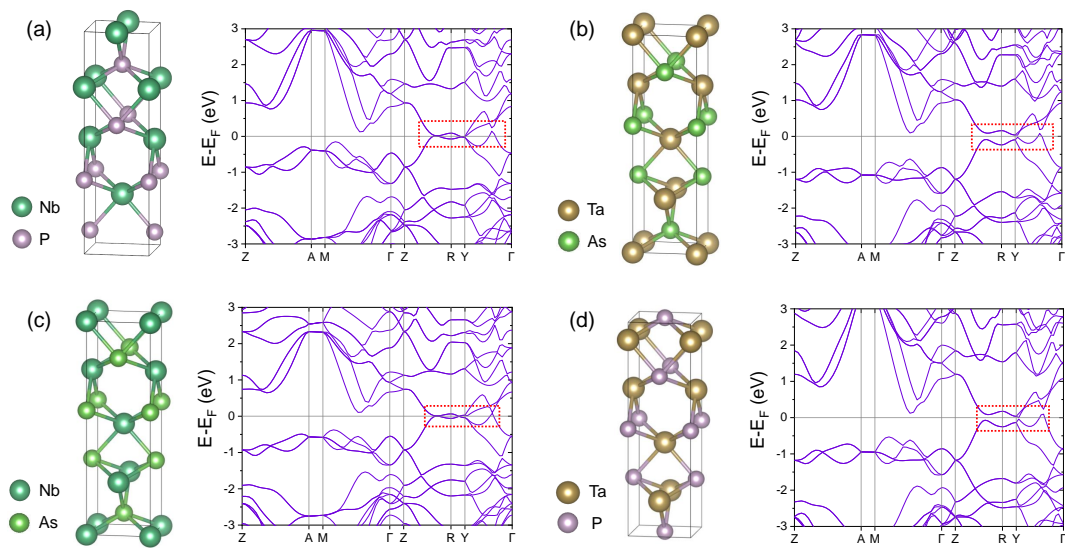 (a)
Nb
P
E-E_F (eV)
3
2
1
0
-1
-2
-3
Z A M Γ Z R Y Γ
(b)
Ta
As
E-E_F (eV)
3
2
1
0
-1
-2
-3
Z A M Γ Z R Y Γ
(c)
Nb
As
E-E_F (eV)
3
2
1
0
-1
-2
-3
Z A M Γ Z R Y Γ
(d)
Ta
P
E-E_F (eV)
3
2
1
0
-1
-2
-3
Z A M Γ Z R Y Γ